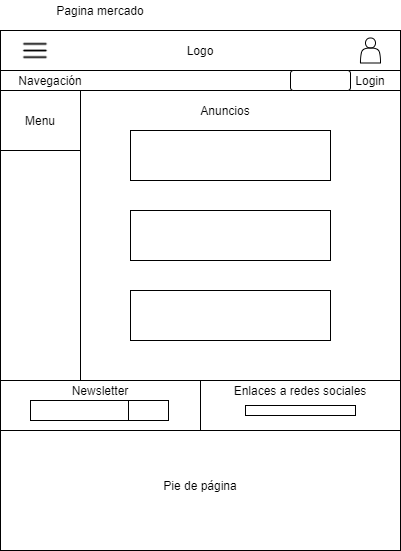 Pagina mercado
Logo
Navegación
Login
Menu
Anuncios
Newsletter
Enlaces a redes sociales
Pie de página